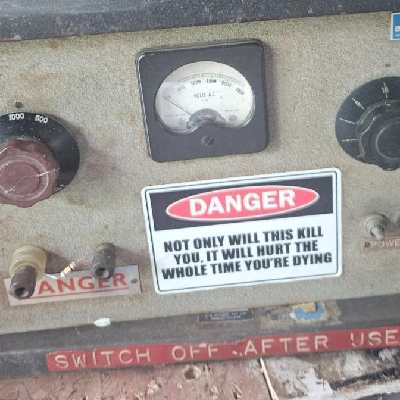 1000 500
DANGER
NOT ONLY WILL THIS KILL
YOU, IT WILL HURT THE
WHOLE TIME YOU'RE DYING
POWER
DANGER
SWITCH OFF AFTER USE